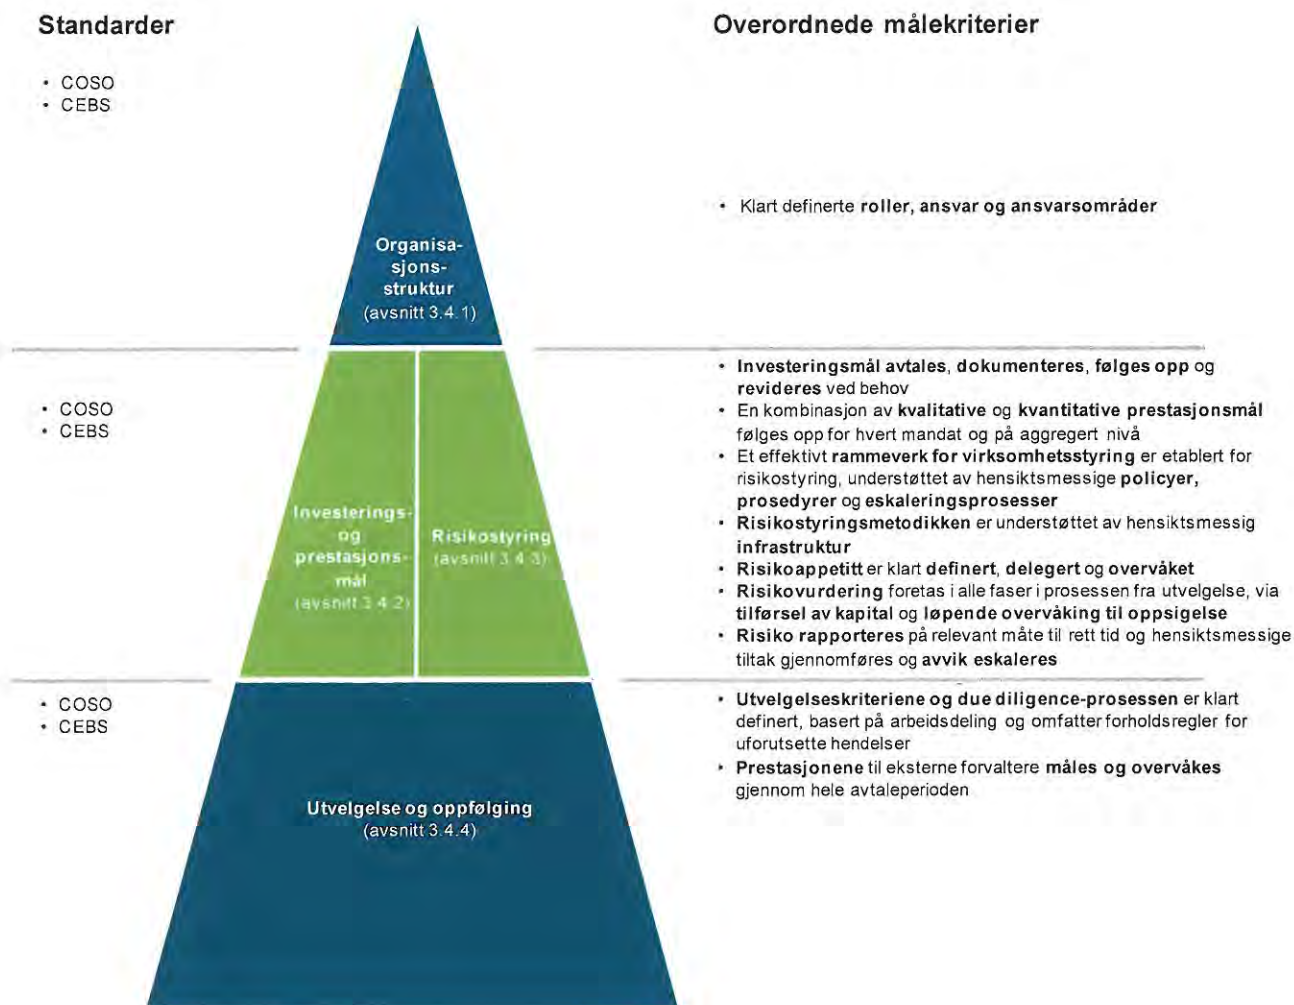 Standarder
Overordnede målekriterier
• COSO
• CEBS
• Klart definerte roller, ansvar og ansvarsområder
Organisa-
sjons-
struktur
(avsnitt 3.4.1)
• COSO
• CEBS
• Investeringsmål avtales, dokumenteres, følges opp og
revideres ved behov
• En kombinasjon av kvalitative og kvantitative prestasjonsmål
følges opp for hvert mandat og på aggregert nivå
• Et effektivt rammeverk for virksomhetsstyring er etablert for
risikostyring, understøttet av hensiktsmessige policyer,
prosedyrer og eskaleringsprosesser
• Risikostyringsmetodikken er understøttet av hensiktsmessig
infrastruktur
• Risikoappetitt er klart definert, delegert og overvåket
• Risikovurdering foretas i alle faser i prosessen fra utvelgelse, via
tilførsel av kapital og løpende overvåking til oppsigelse
• Risiko rapporteres på relevant måte til rett tid og hensiktsmessige
tiltak gjennomføres og avvik eskaleres
Investerings-
og
prestasjons-
mål
(avsnitt 3.4.2)
Risikostyring
(avsnitt 3.4.3)
• COSO
• CEBS
• Utvelgelseskriteriene og due diligence-prosessen er klart
definert, basert på arbeidsdeling og omfatter forholdsregler for
uforutsette hendelser
• Prestasjonene til eksterne forvaltere måles og overvåkes
gjennom hele avtaleperioden
Utvelgelse og oppfølging
(avsnitt 3.4.4)